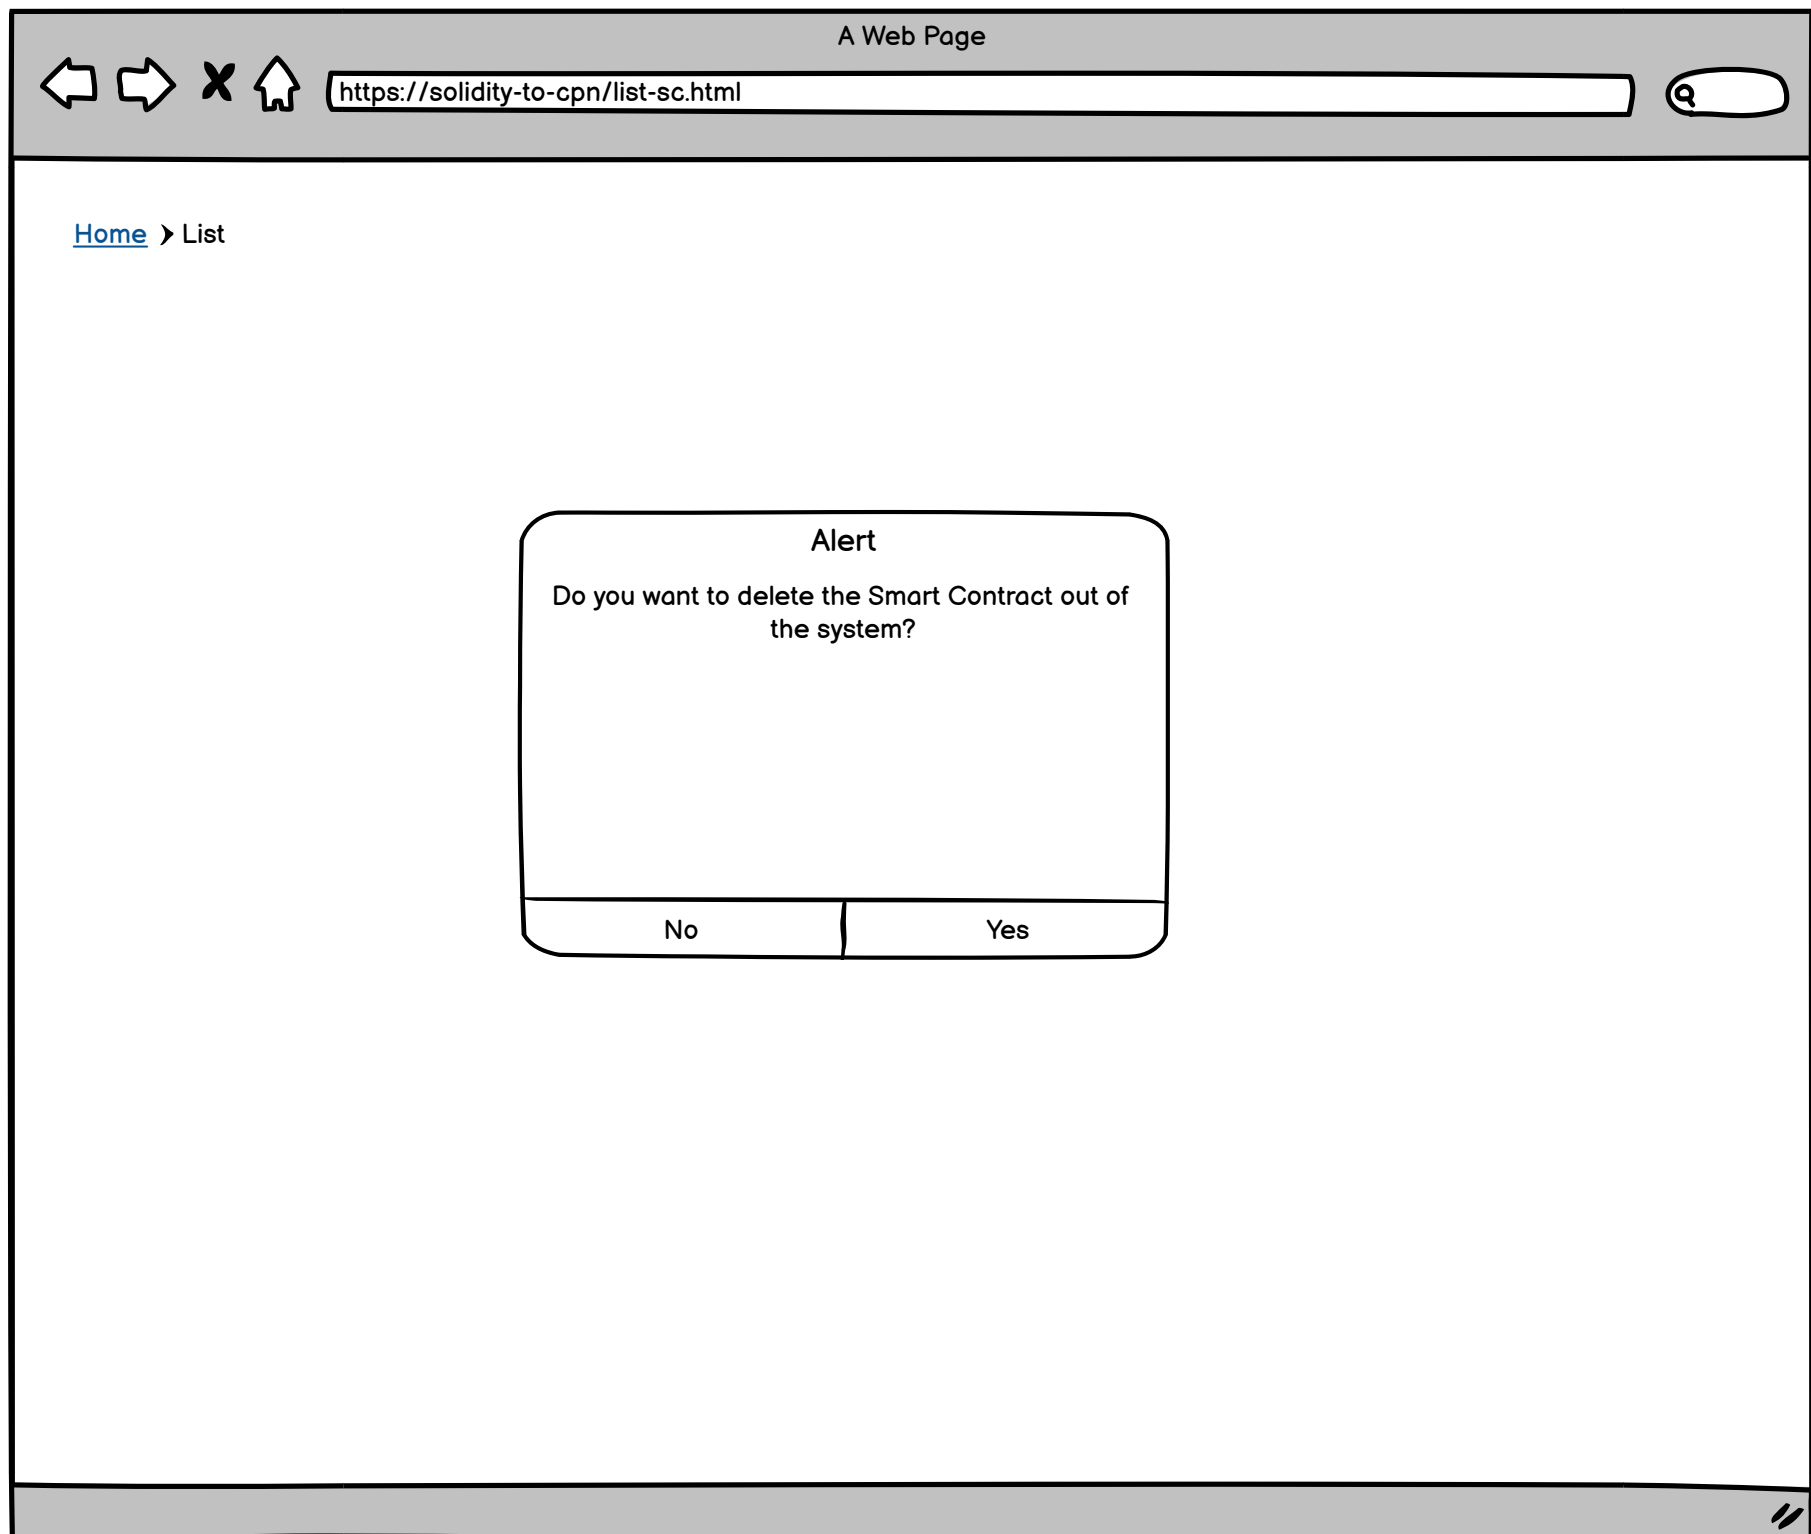 A Web Page
https://solidity-to-cpn/list-sc.html
Home List
Alert
Do you want to delete the Smart Contract out of
the system?
No Yes